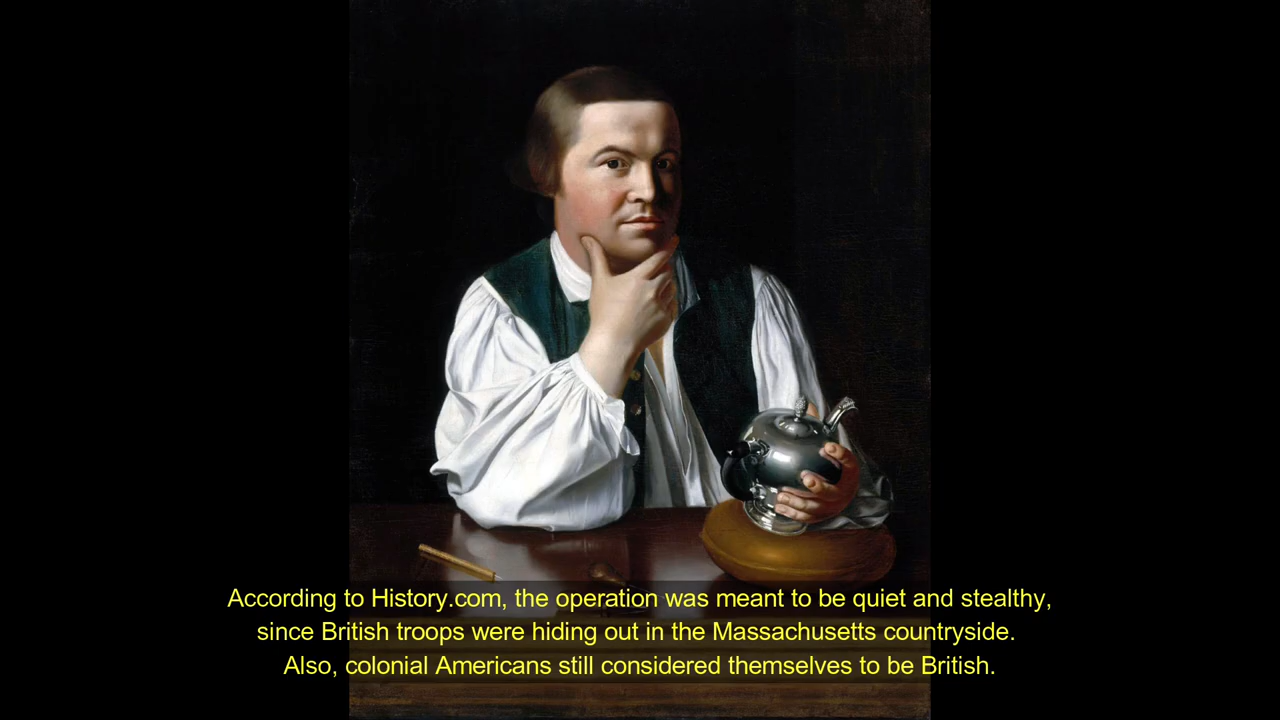 According to History.com, the operation was meant to be quiet and stealthy,
since British troops were hiding out in the Massachusetts countryside.
Also, colonial Americans still considered themselves to be British.